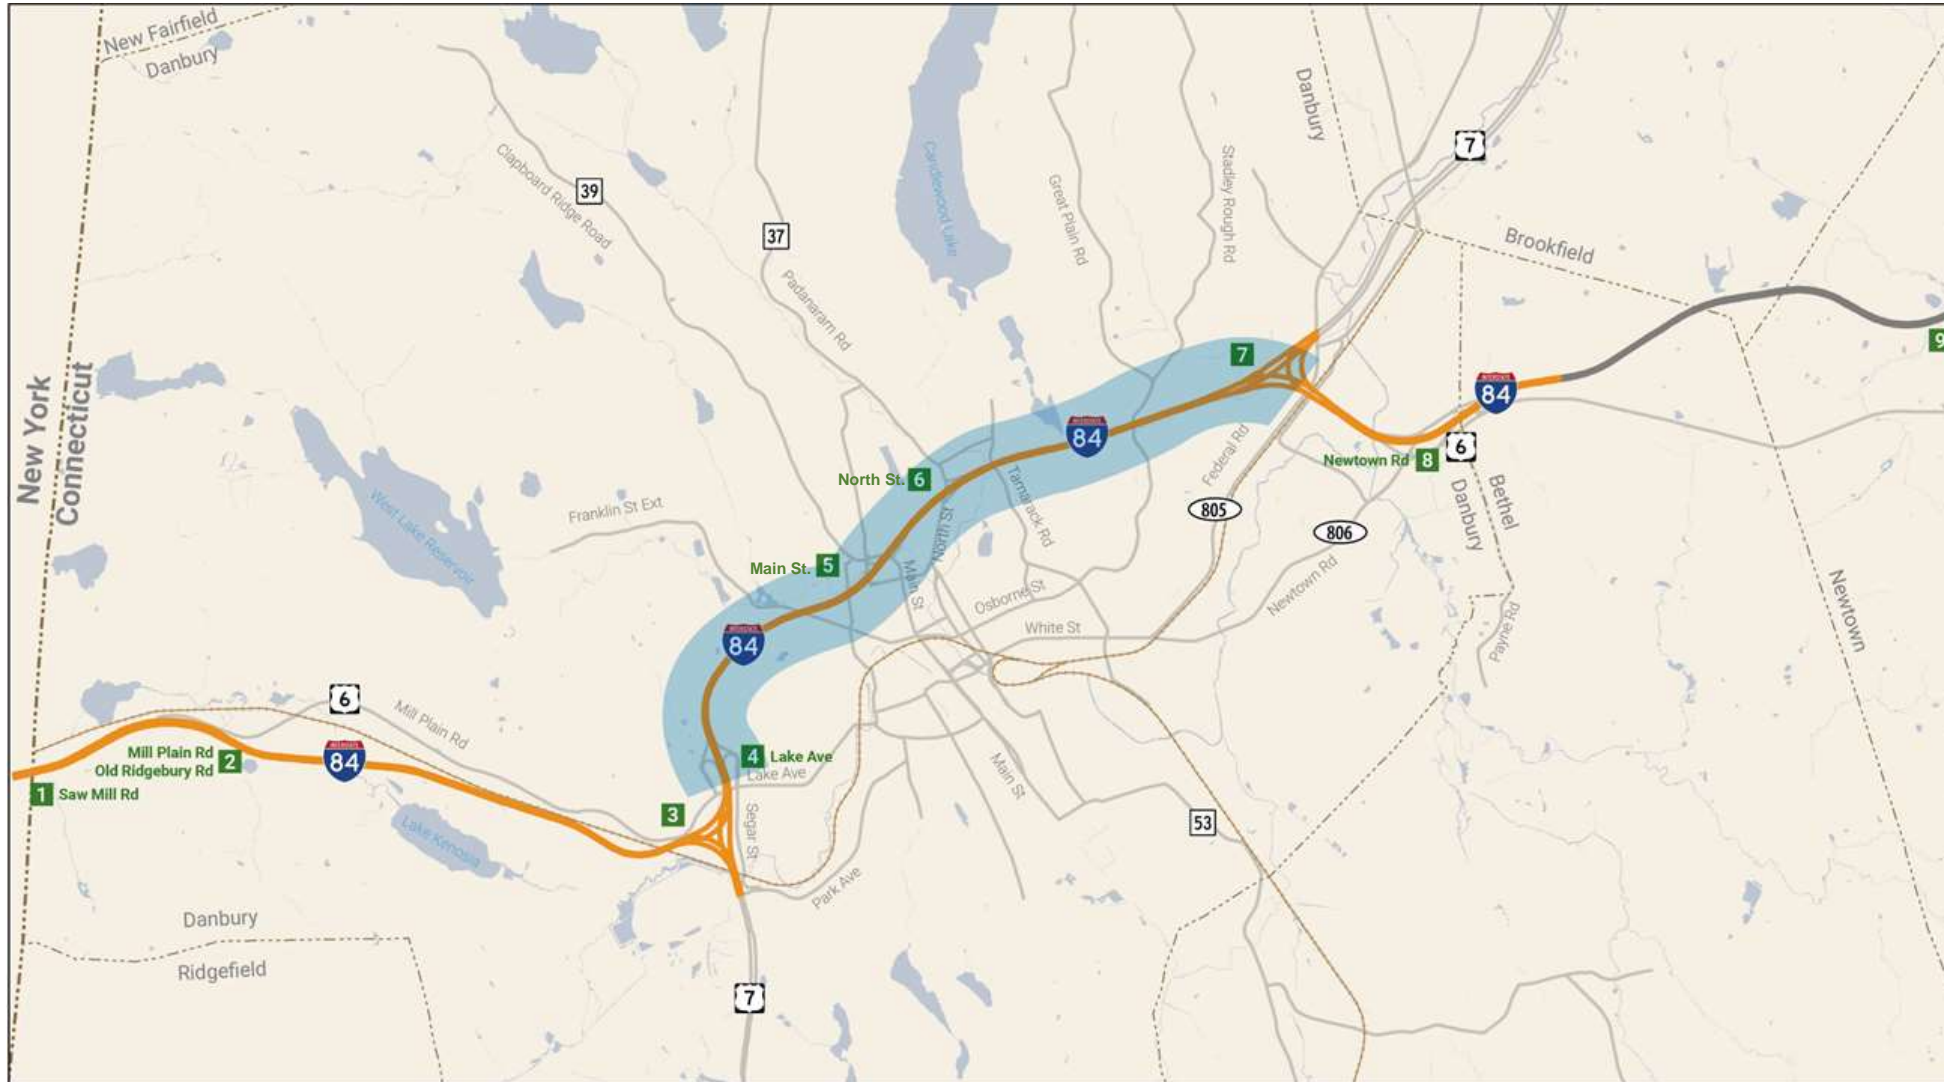 New Fairfield
Danbury
Danbury
7
Clapboard Ridge Road
39
Candlewood Lake
Great Plain Rd
Stadley Rough Rd
37
Padanaram Rd
Brookfield
New York
Connecticut
7
9
INTERSTATE
84
INTERSTATE
84
Federal Rd
Newtown Rd
8
6
North St.
6
West Lake Reservoir
Franklin St Ext
Tamarack Rd
North St
805
806
Danbury
Bethel
Main St.
5
Main St
Osborne St
Newtown Rd
White St
Newtown
Payne Rd
INTERSTATE
84
6
Mill Plain Rd
Mill Plain Rd
Old Ridgebury Rd
2
INTERSTATE
84
4
Lake Ave
Lake Ave
Main St
1
Saw Mill Rd
3
Segar St
53
Lake Kenosia
Park Ave
Danbury
Ridgefield
7